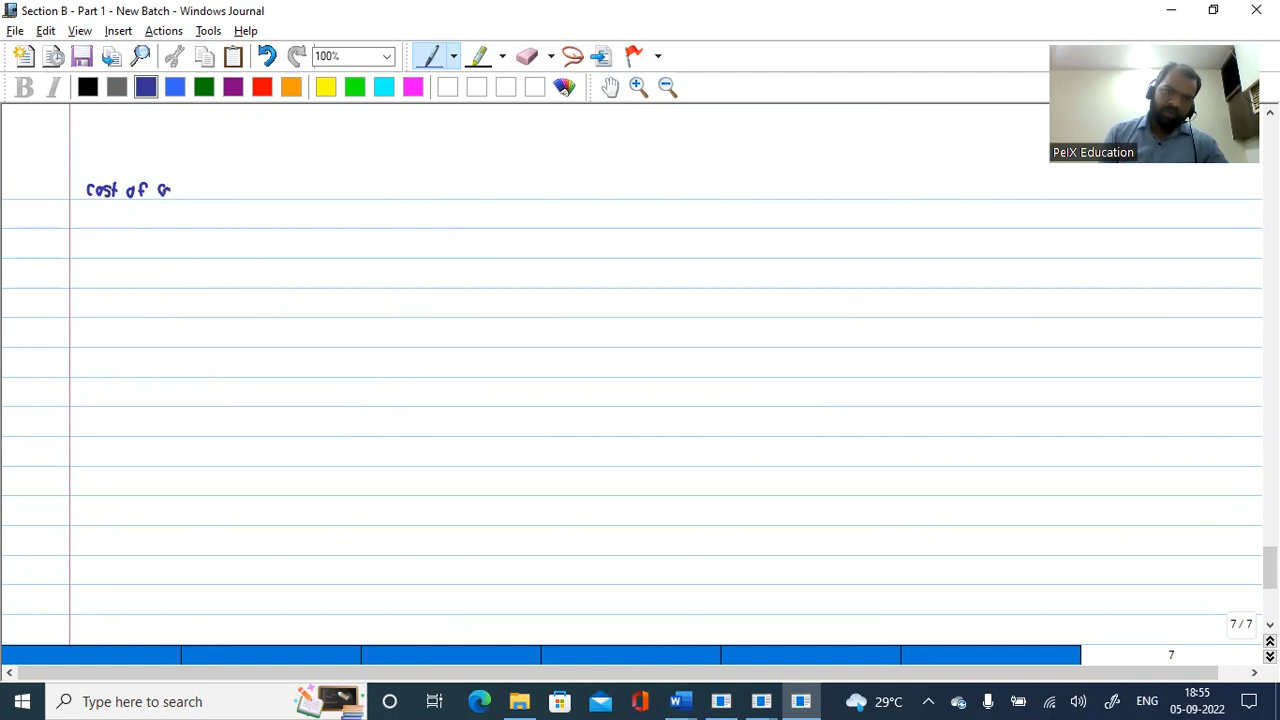 Section B - Part 1 - New Batch - Windows Journal
File Edit View Insert Actions Tools Help
100%
B I
PelX Education
cost of a
7 / 7
7
Type here to search
29°C
ENG
18:55
05-09-2022